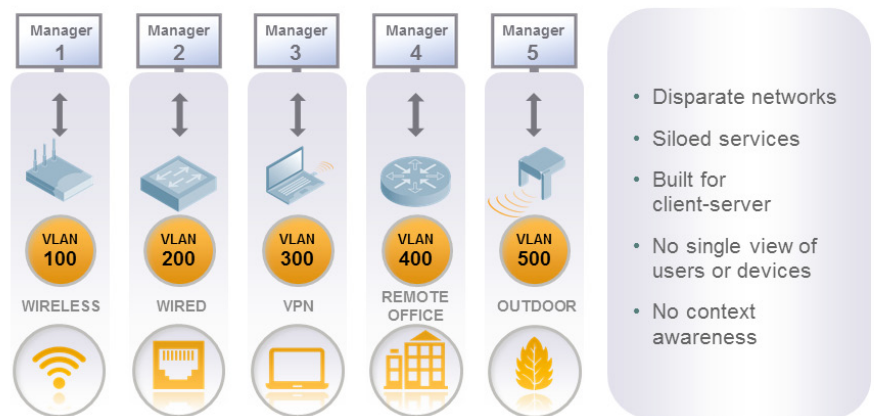 Manager
1
Manager
2
Manager
3
Manager
4
Manager
5
VLAN
100
VLAN
200
VLAN
300
VLAN
400
VLAN
500
WIRELESS
WIRED
VPN
REMOTE
OFFICE
OUTDOOR
• Disparate networks
• Siloed services
• Built for
client-server
• No single view of
users or devices
• No context
awareness